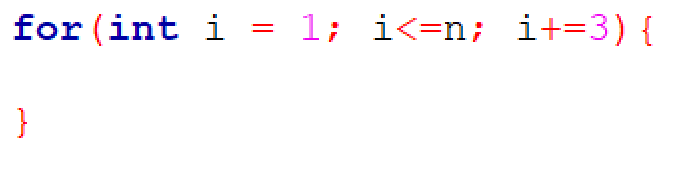 for(int i = 1; i<=n; i+=3){
}